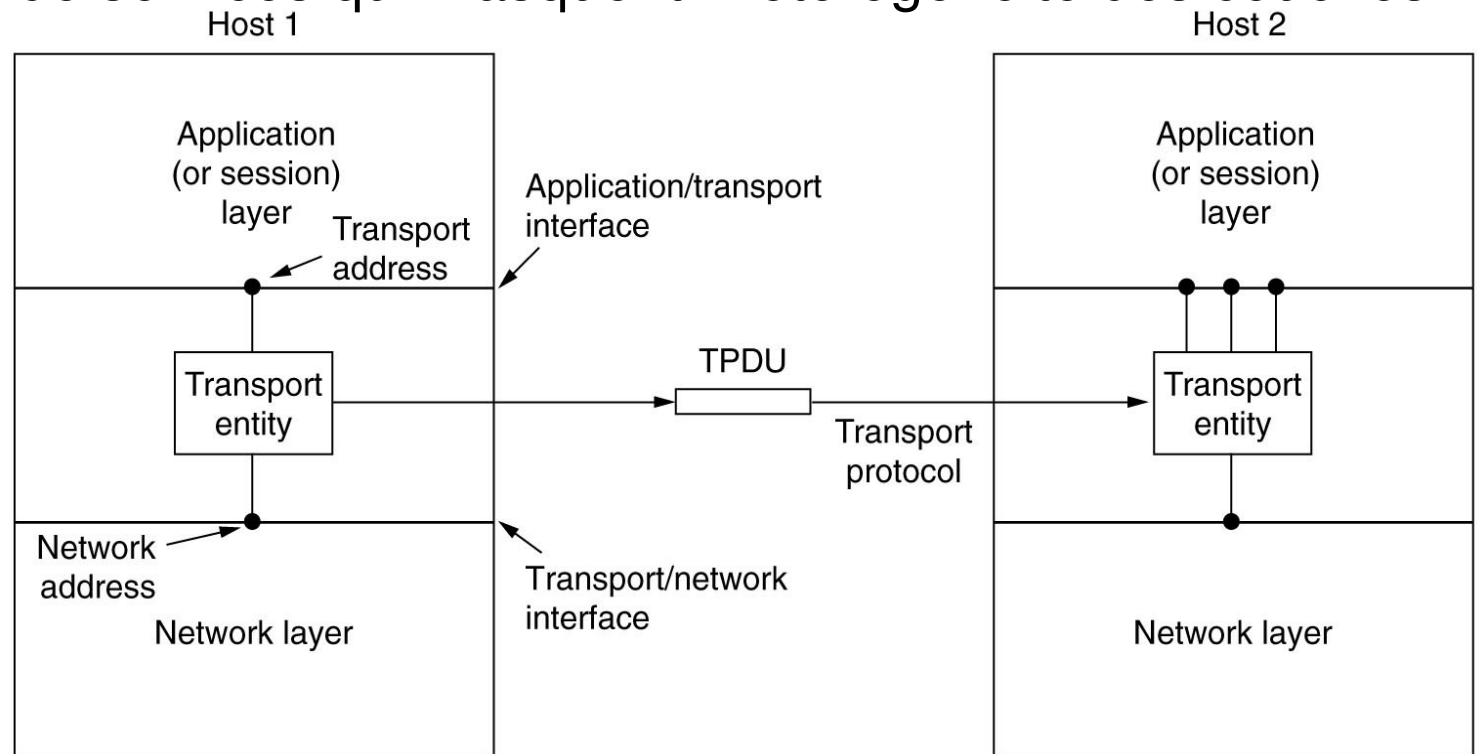 Host 1
Host 2
Application
(or session)
layer
Transport
address
Application/transport
interface
Application
(or session)
layer
Transport
entity
TPDU
Transport
protocol
Transport
entity
Network
address
Transport/network
interface
Network layer
Network layer